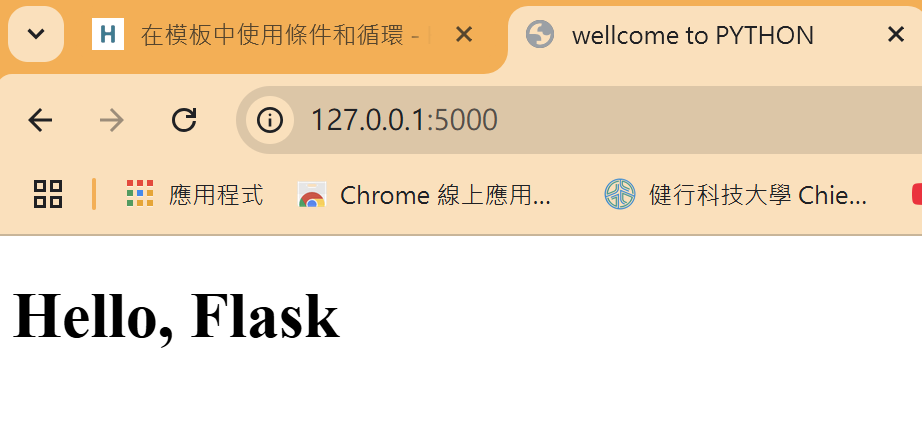 H 在模板中使用條件和循環 -
wellcome to PYTHON
127.0.0.1:5000
應用程式
Chrome 線上應用...
健行科技大學 Chie...
Hello, Flask